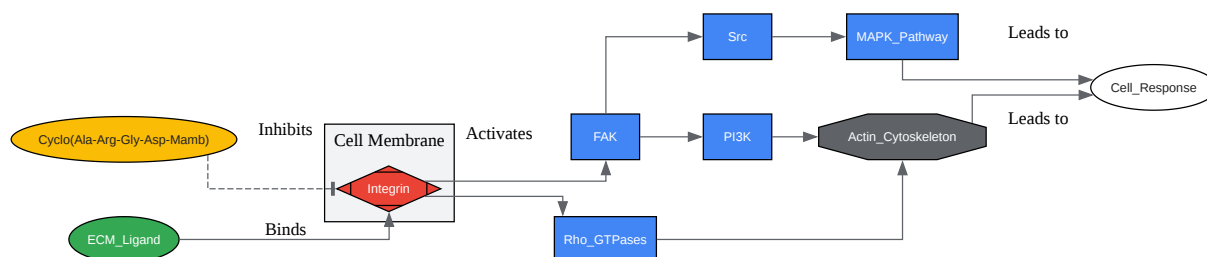 Src
MAPK_Pathway
Leads to
Cell_Response
Cyclo(Ala-Arg-Gly-Asp-Mamb)
Inhibits
Cell Membrane
Activates
FAK
PI3K
Actin_Cytoskeleton
Leads to
Integrin
ECM_Ligand
Binds
Rho_GTPases